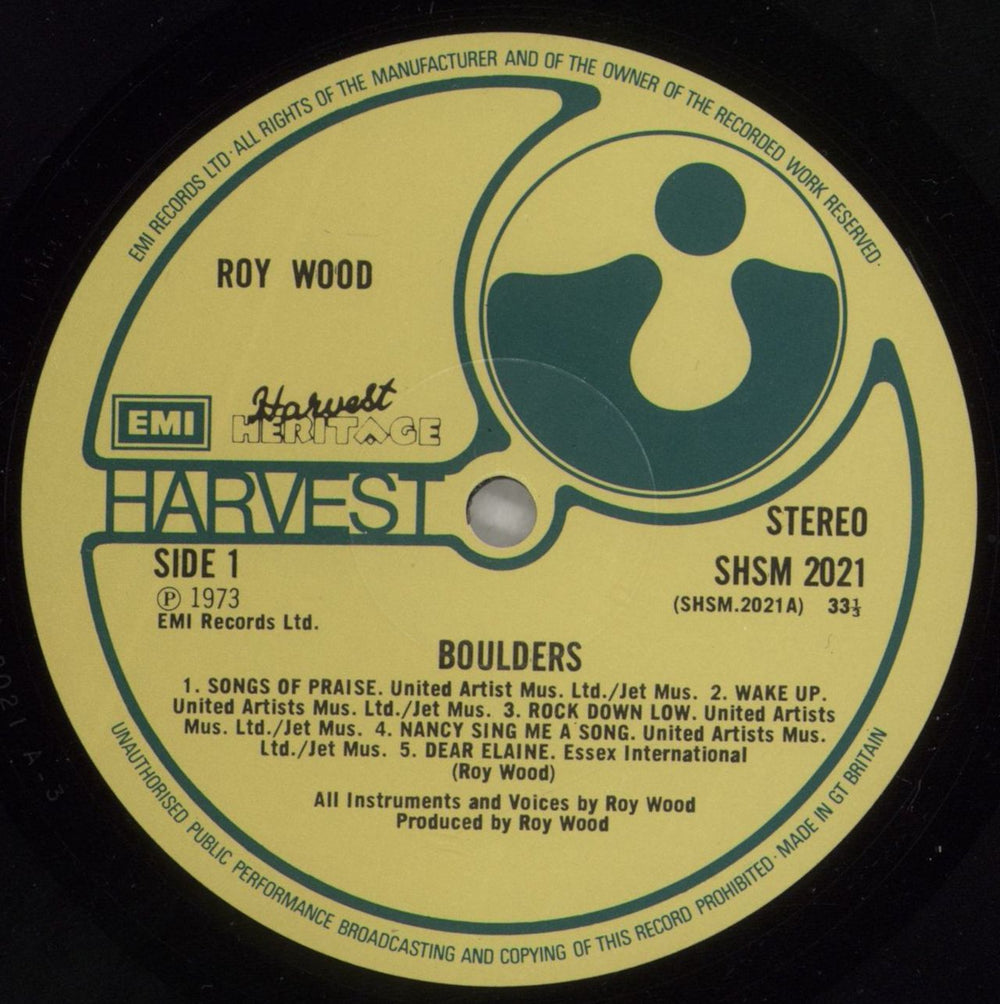 EMI RECORDS LTD·ALL RIGHTS OF THE MANUFACTURER AND OF THE OWNER OF THE RECORDED WORK RESERVED·
ROY WOOD
EMI
Harvest
HERITAGE
HARVEST
STEREO
SIDE 1
SHSM 2021
Ⓟ 1973
(SHSM.2021A) 33⅓
EMI Records Ltd.
BOULDERS
1. SONGS OF PRAISE. United Artist Mus. Ltd./Jet Mus. 2. WAKE UP.
United Artists Mus. Ltd./Jet Mus. 3. ROCK DOWN LOW. United Artists
Mus. Ltd./Jet Mus. 4. NANCY SING ME A SONG. United Artists Mus.
Ltd./Jet Mus. 5. DEAR ELAINE. Essex International
(Roy Wood)
All Instruments and Voices by Roy Wood
Produced by Roy Wood
UNAUTHORISED PUBLIC PERFORMANCE BROADCASTING AND COPYING OF THIS RECORD PROHIBITED·MADE IN GT BRITAIN
2021 A-3